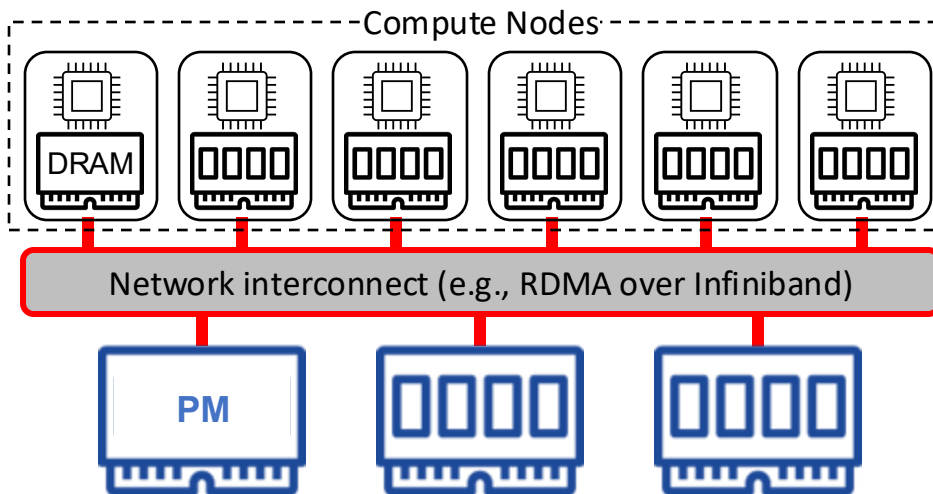 Compute Nodes
DRAM
Network interconnect (e.g., RDMA over Infiniband)
PM